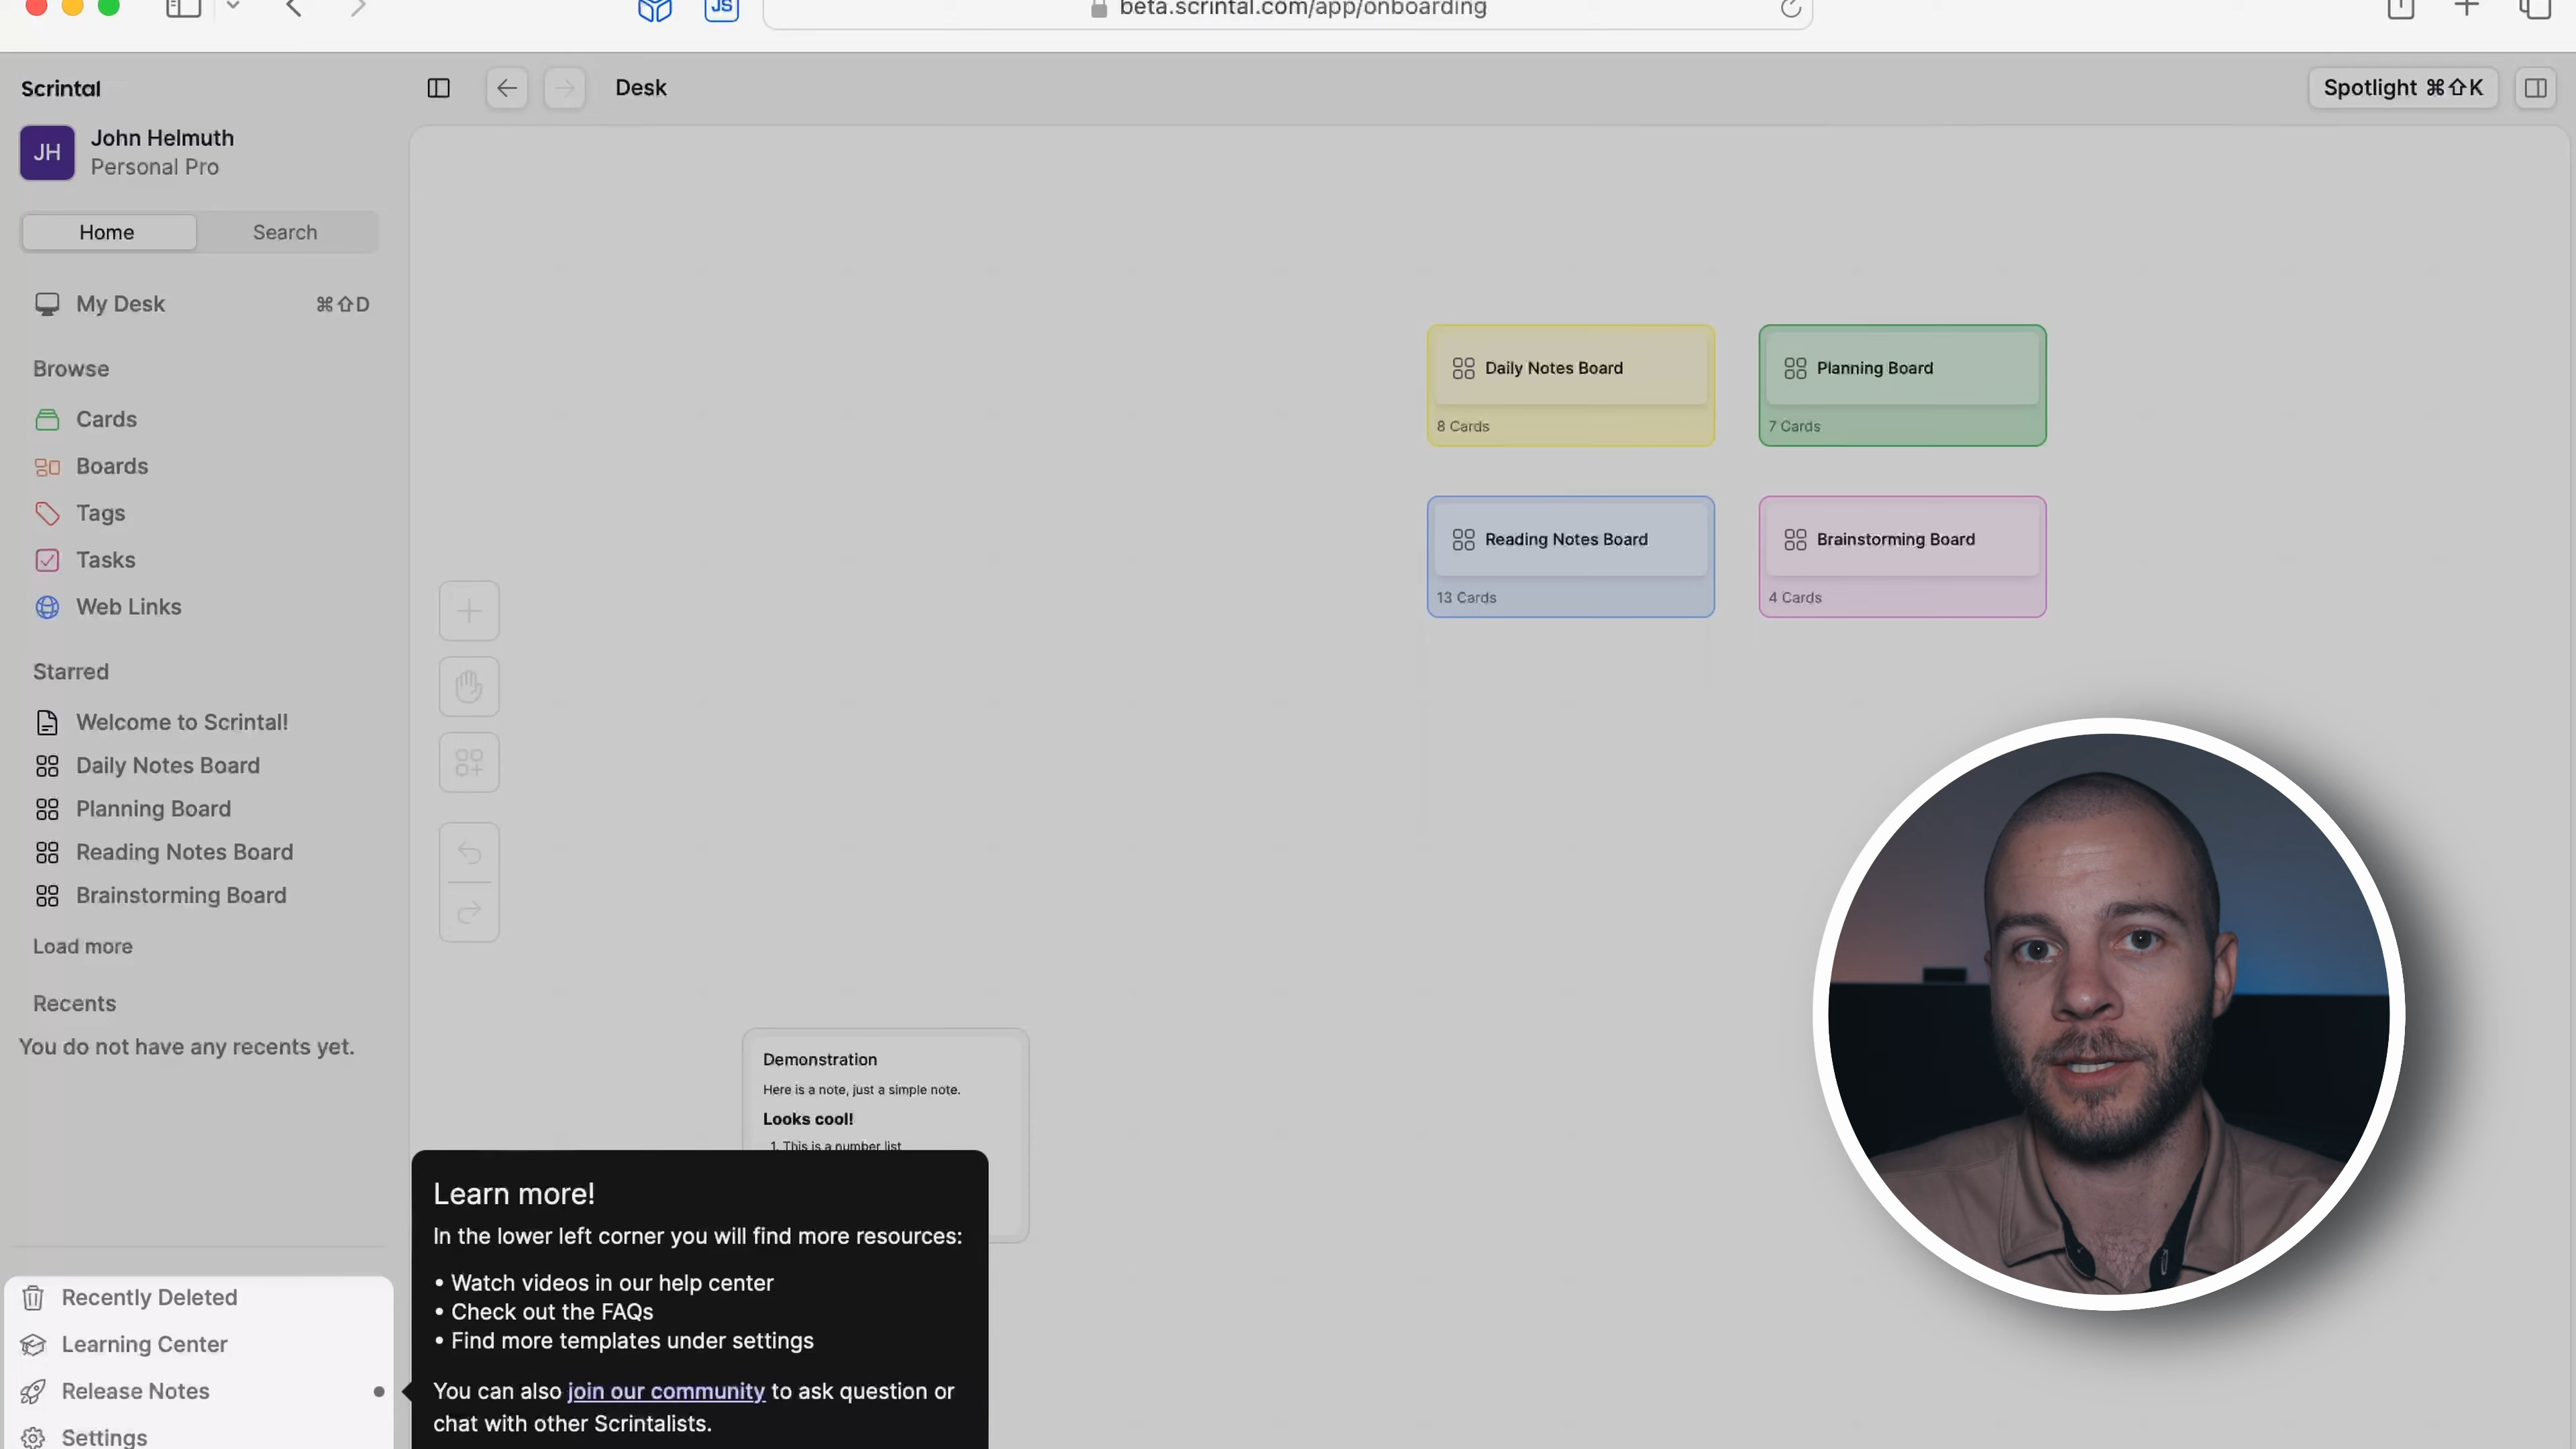 JS
beta.scrintal.com/app/onboarding
Scrintal
Desk
Spotlight ⌘⇧K
JH
John Helmuth
Personal Pro
Home
Search
My Desk ⌘⇧D
Browse
Cards
Boards
Tags
Tasks
Web Links
Starred
Welcome to Scrintal!
Daily Notes Board
Planning Board
Reading Notes Board
Brainstorming Board
Load more
Recents
You do not have any recents yet.
Recently Deleted
Learning Center
Release Notes
Settings
Daily Notes Board
8 Cards
Planning Board
7 Cards
Reading Notes Board
13 Cards
Brainstorming Board
4 Cards
Demonstration
Here is a note, just a simple note.
Looks cool!
1. This is a number list
Learn more!
In the lower left corner you will find more resources:
• Watch videos in our help center
• Check out the FAQs
• Find more templates under settings
You can also join our community to ask question or
chat with other Scrintalists.